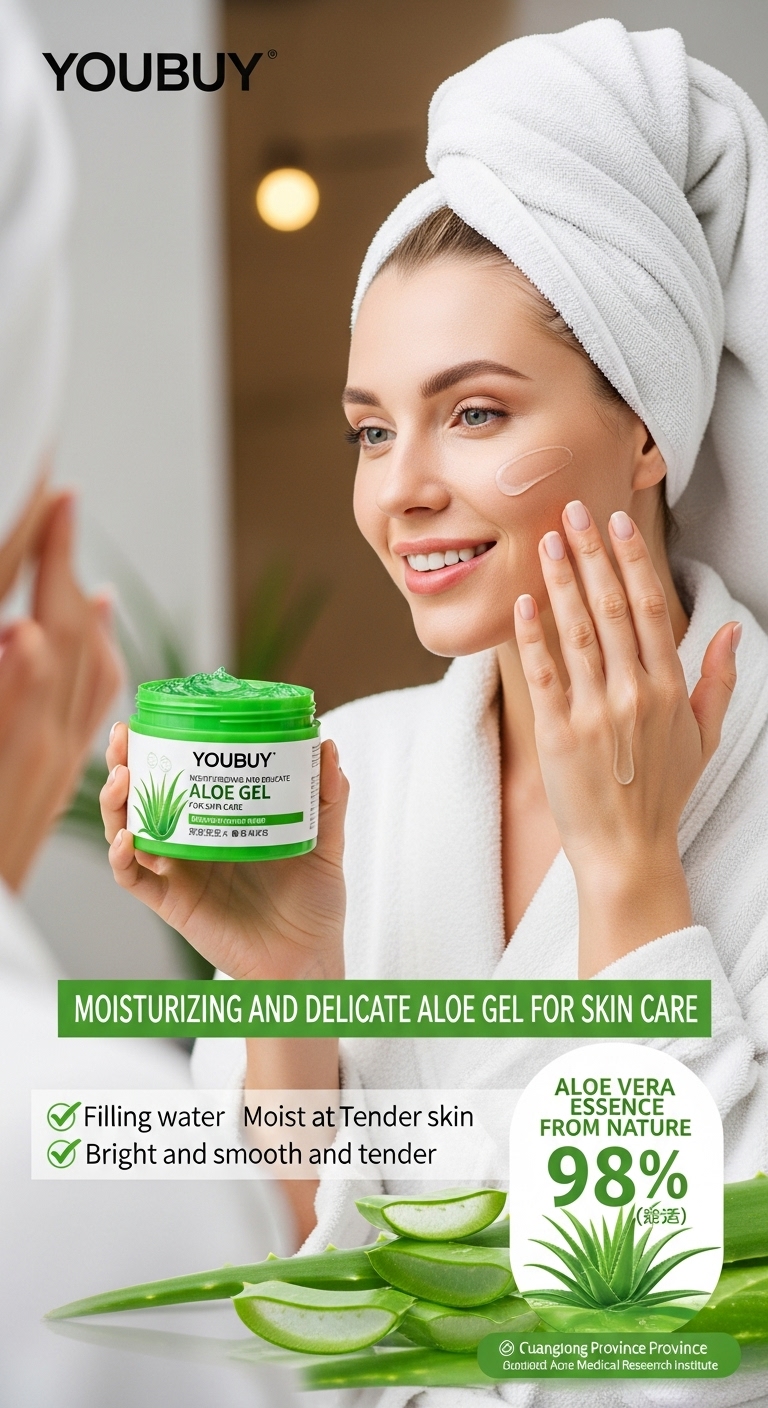 YOUBUY®
YOUBUY
ALOE GEL
FOR SKIN CARE
MOISTURIZING AND DELICATE ALOE GEL FOR SKIN CARE
Filling water Moist at Tender skin
Bright and smooth and tender
ALOE VERA
ESSENCE
FROM NATURE
98%
Cuangiong Province Province
Medical Research Institute